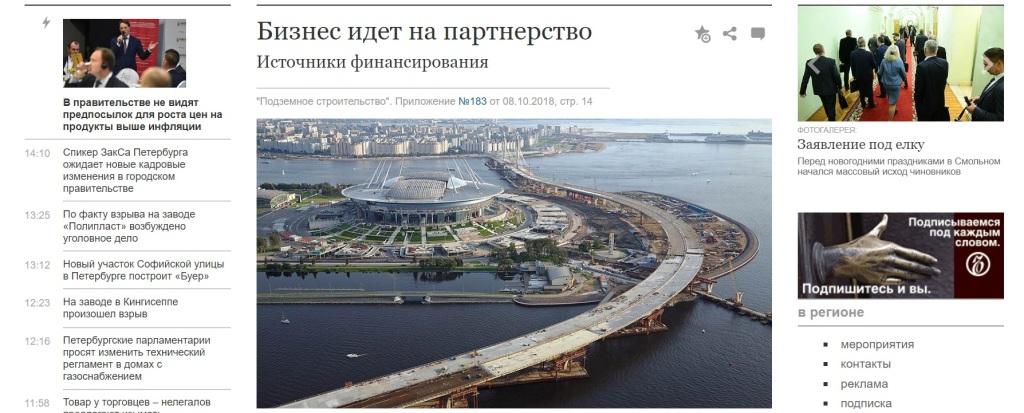 В правительстве не видят
предпосылок для роста цен на
продукты выше инфляции
14:10 Спикер ЗакСа Петербурга
ожидает новые кадровые
изменения в городском
правительстве
13:25 По факту взрыва на заводе
«Полипласт» возбуждено
уголовное дело
13:12 Новый участок Софийской улицы
в Петербурге построит «Буер»
12:23 На заводе в Кингисеппе
произошел взрыв
12:16 Петербургские парламентарии
просят изменить технический
регламент в домах с
газоснабжением
11:58 Товар у торговцев – нелегалов
Бизнес идет на партнерство
Источники финансирования
"Подземное строительство". Приложение №183 от 08.10.2018, стр. 14
ФОТОГАЛЕРЕЯ:
Заявление под елку
Перед новогодними праздниками в Смольном
начался массовый исход чиновников
Подписываемся
под каждым
словом.
Подпишитесь и вы.
в регионе
мероприятия
контакты
реклама
подписка